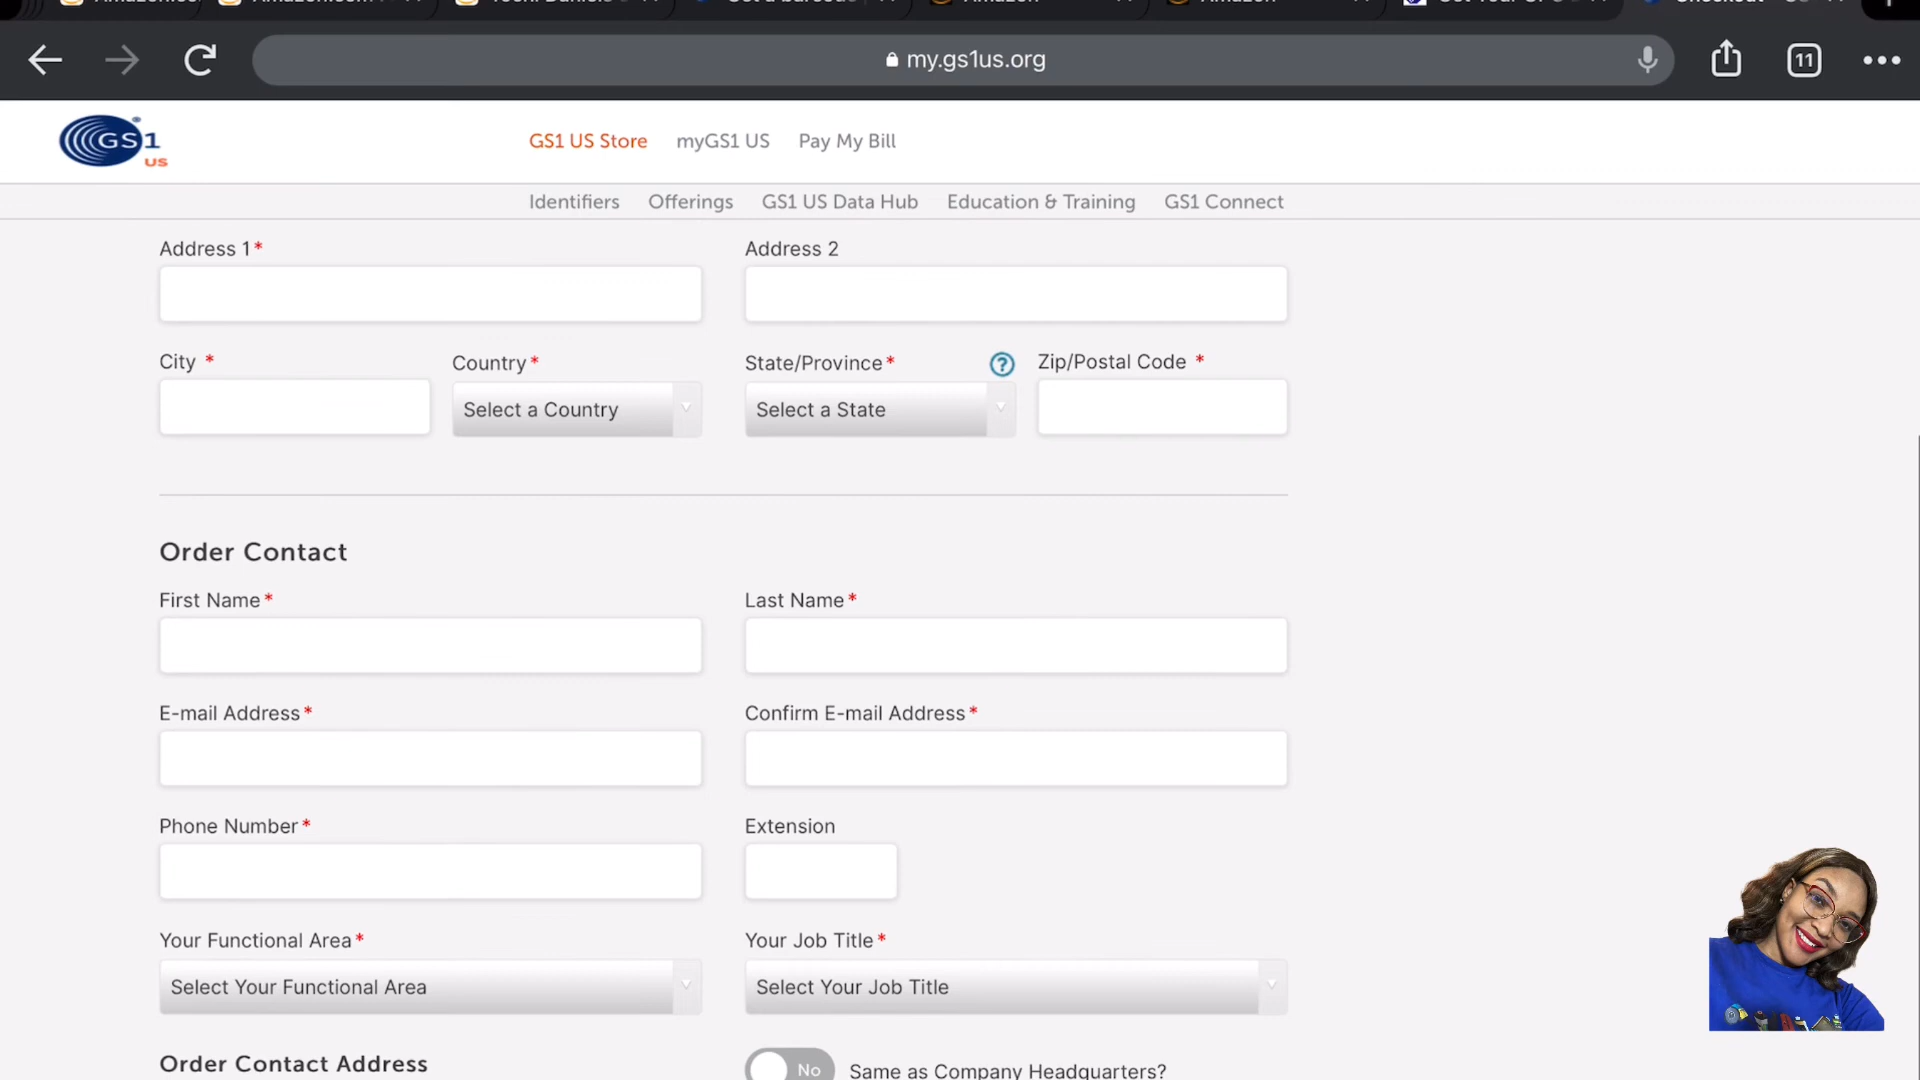 my.gs1us.org
11
GS1
US
GS1 US Store myGS1 US Pay My Bill
Identifiers Offerings GS1 US Data Hub Education & Training GS1 Connect
Address 1* Address 2
City * Country* State/Province* ? Zip/Postal Code *
Select a Country Select a State
Order Contact
First Name* Last Name*
E-mail Address* Confirm E-mail Address*
Phone Number* Extension
Your Functional Area* Your Job Title*
Select Your Functional Area Select Your Job Title
Order Contact Address No Same as Company Headquarters?